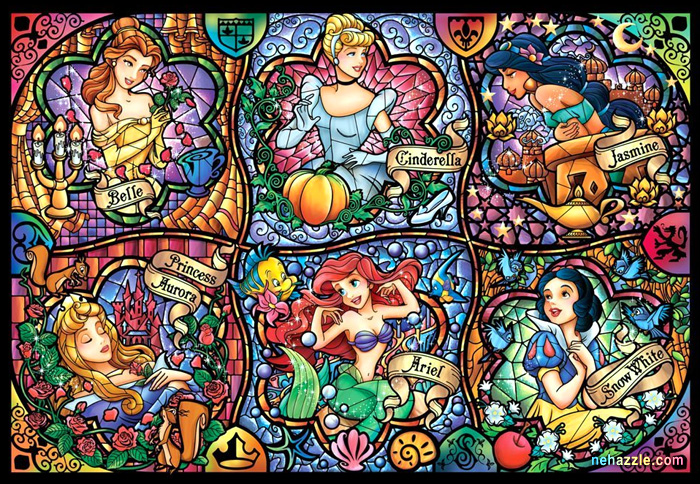 Belle
Cinderella
Jasmine
Princess
Aurora
Ariel
Snow White
nehazzle.com